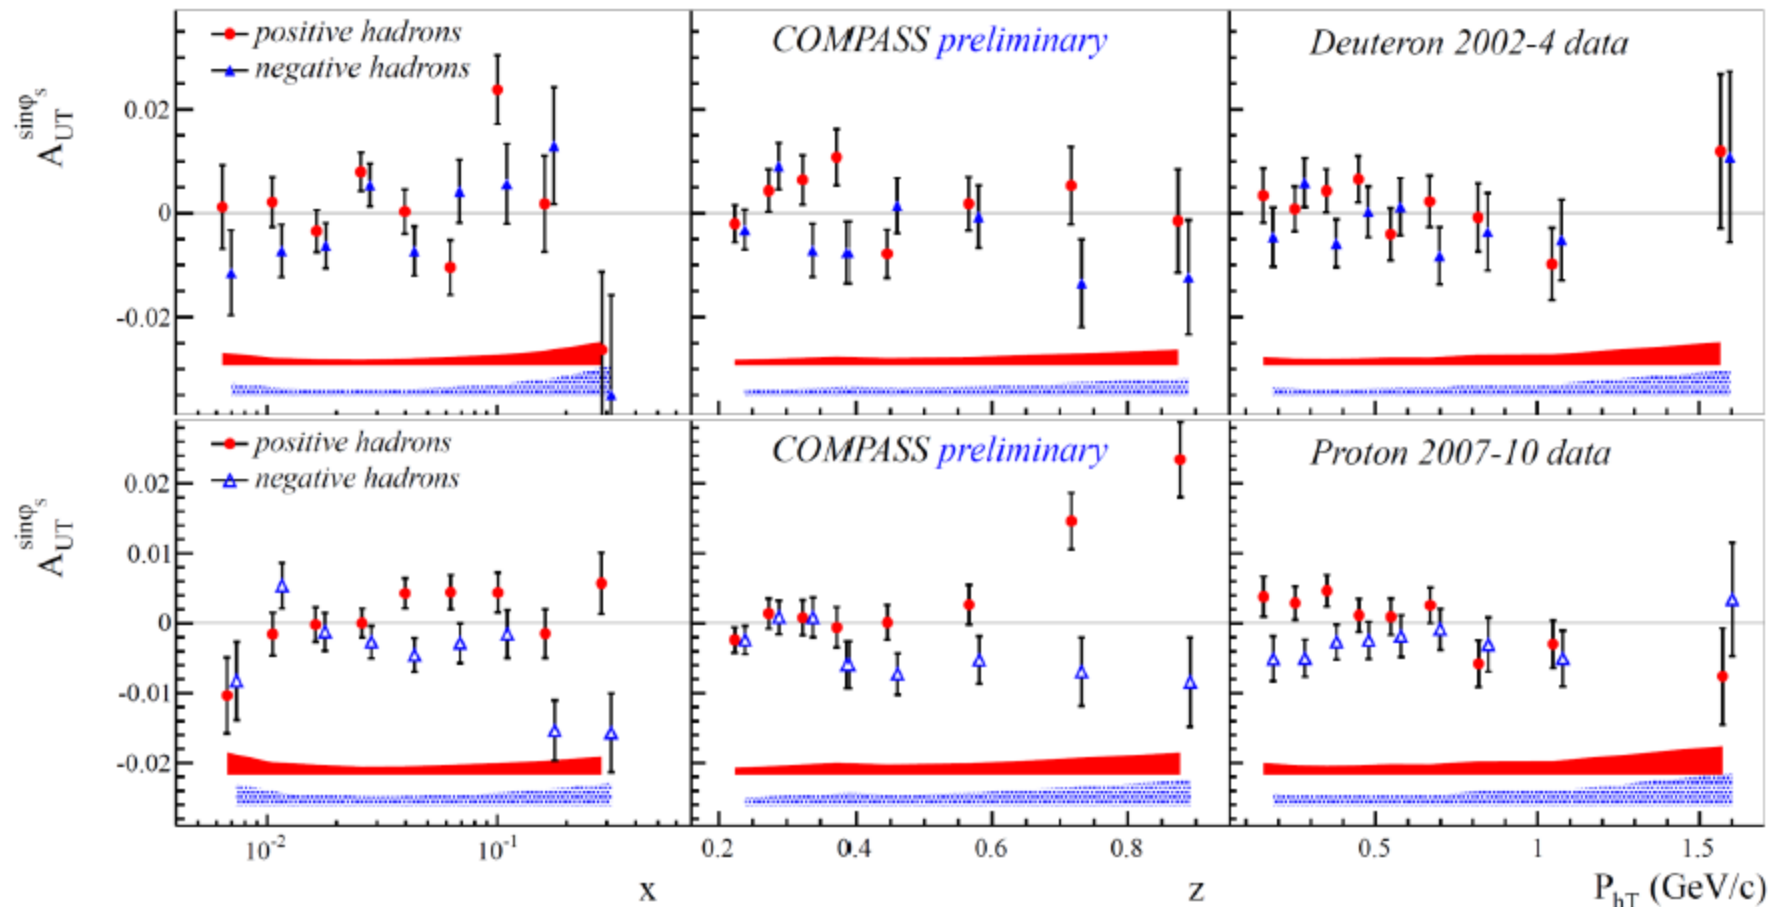 positive hadrons
negative hadrons
COMPASS preliminary
Deuteron 2002-4 data
A_UT^sinφ_s
0.02
0
-0.02
positive hadrons
negative hadrons
COMPASS preliminary
Proton 2007-10 data
A_UT^sinφ_s
0.02
0.01
0
-0.01
-0.02
10^-2 10^-1 0.2 0.4 0.6 0.8 0.5 1 1.5
x z P_hT (GeV/c)